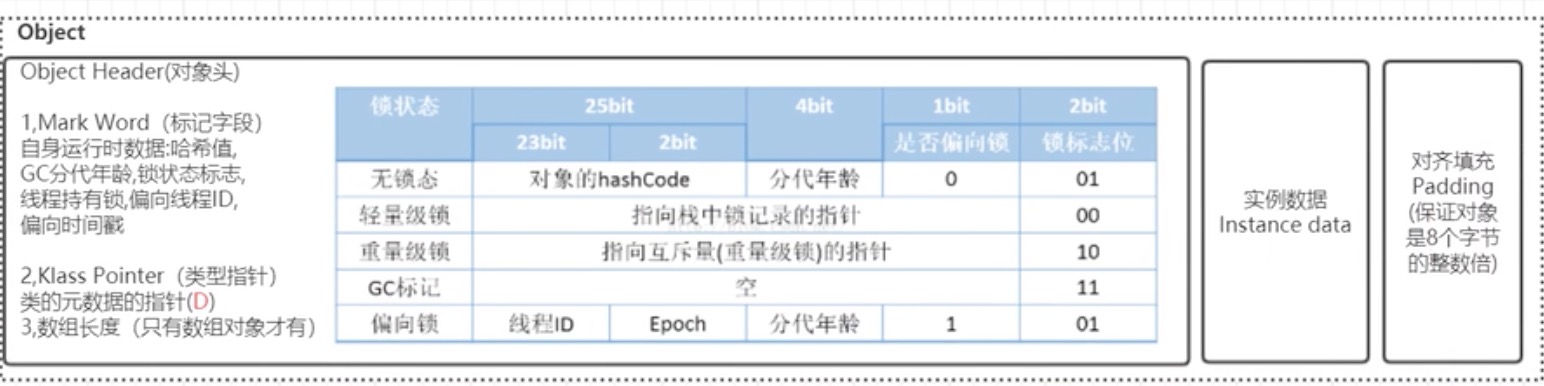 Object
Object Header(对象头)
1,Mark Word（标记字段）
自身运行时数据:哈希值,
GC分代年龄,锁状态标志,
线程持有锁,偏向线程ID,
偏向时间戳
2,Klass Pointer（类型指针）
类的元数据的指针(D)
3,数组长度（只有数组对象才有）
锁状态 25bit 4bit 1bit 2bit
23bit 2bit 是否偏向锁 锁标志位
无锁态 对象的hashCode 分代年龄 0 01
轻量级锁 指向栈中锁记录的指针 00
重量级锁 指向互斥量(重量级锁)的指针 10
GC标记 空 11
偏向锁 线程ID Epoch 分代年龄 1 01
实例数据
Instance data
对齐填充
Padding
(保证对象
是8个字节
的整数倍)